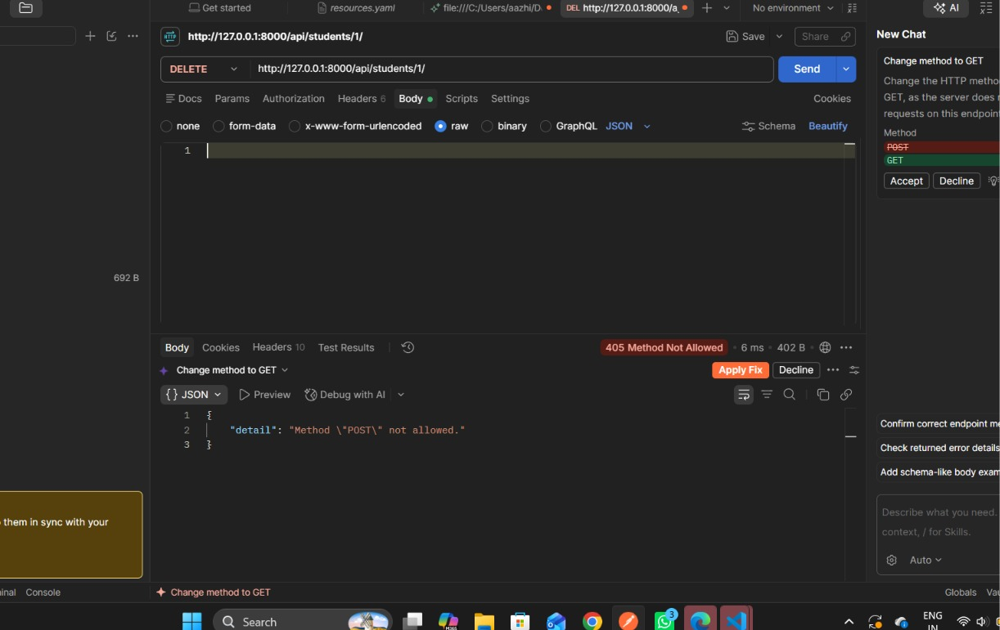 Get started
resources.yaml
file:///C:/Users/aazhi/D
DEL http://127.0.0.1:8000/a
No environment
AI
HTTP http://127.0.0.1:8000/api/students/1/
Save
Share
New Chat
DELETE
http://127.0.0.1:8000/api/students/1/
Send
Docs
Params
Authorization
Headers 6
Body
Scripts
Settings
Cookies
none
form-data
x-www-form-urlencoded
raw
binary
GraphQL
JSON
Schema
Beautify
1
Change method to GET
Change the HTTP metho
GET, as the server does
requests on this endpoin
Method
POST
GET
Accept
Decline
692 B
Body
Cookies
Headers 10
Test Results
405 Method Not Allowed
6 ms
402 B
Change method to GET
Apply Fix
Decline
{} JSON
Preview
Debug with AI
1 {
2 "detail": "Method \"POST\" not allowed."
3 }
Confirm correct endpoint me
Check returned error details
Add schema-like body exam
them in sync with your
Describe what you need.
context, / for Skills.
Auto
inal
Console
Change method to GET
Globals
Vau
Search
M365
3
ENG
IN